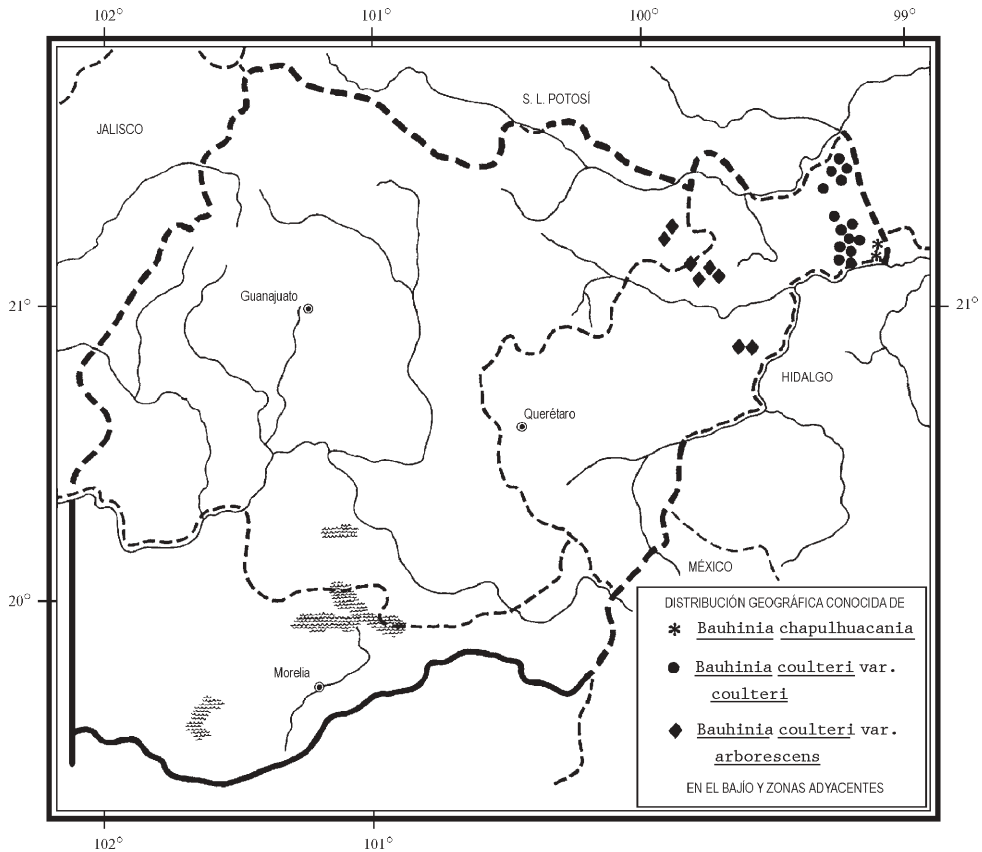 102° 101° 100° 99°
S. L. POTOSÍ
JALISCO
Guanajuato
21° 21°
HIDALGO
Querétaro
MÉXICO
20°
DISTRIBUCIÓN GEOGRÁFICA CONOCIDA DE
* Bauhinia chapulhuacania
● Bauhinia coulteri var.
coulteri
Morelia
◆ Bauhinia coulteri var.
arborescens
EN EL BAJÍO Y ZONAS ADYACENTES
102° 101°